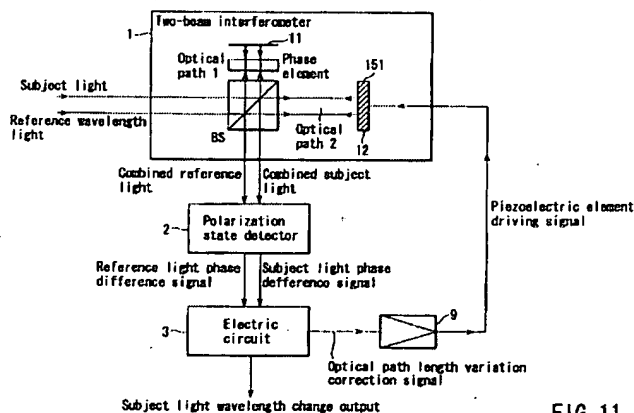 Two-beam interferometer
1
11
Optical path 1
Phase element
151
Subject light
Reference wavelength light
BS
Optical path 2
12
Combined reference light
Combined subject light
Piezoelectric element driving signal
2
Polarization state detector
Reference light phase difference signal
Subject light phase defference signal
9
3
Electric circuit
Optical path length variation correction signal
Subject light wavelength change output
FIG.11